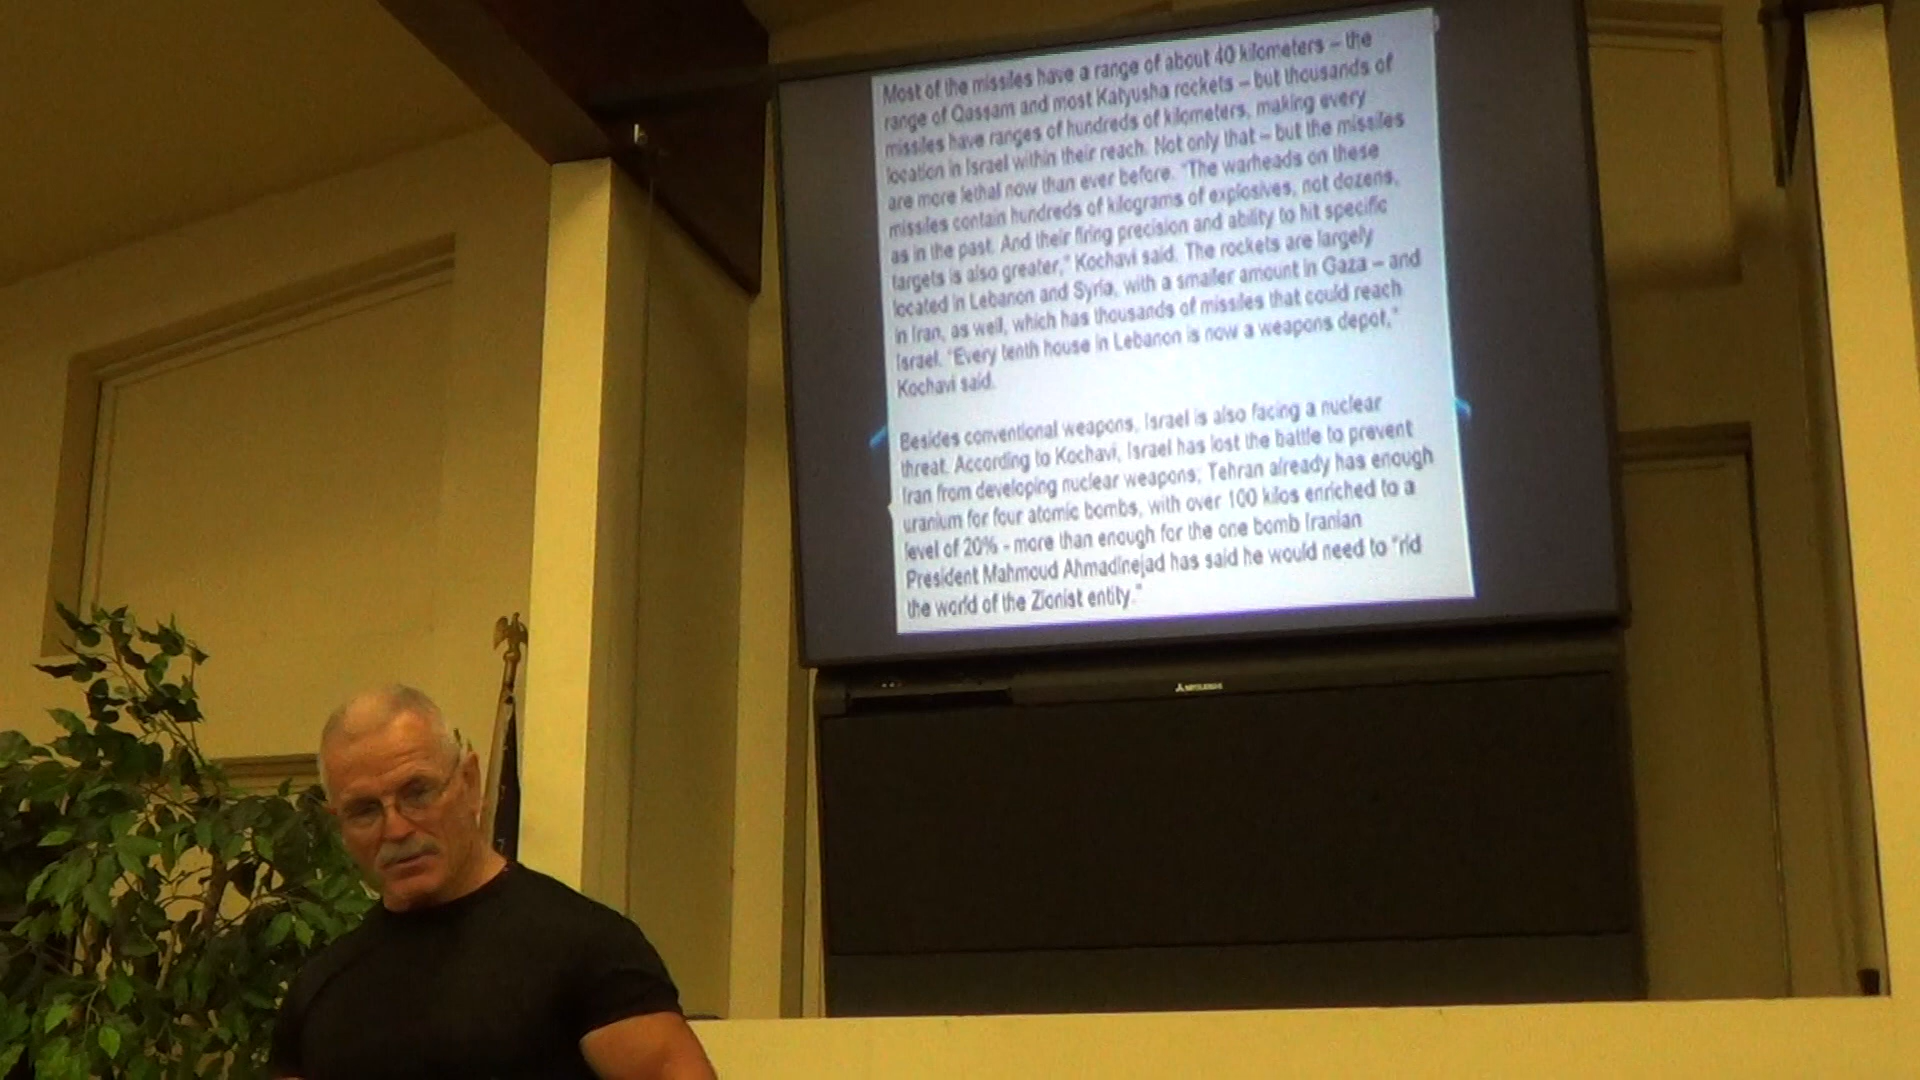 Most of the missiles have a range of about 40 kilometers – the
range of Qassam and most Katyusha rockets – but thousands of
missiles have ranges of hundreds of kilometers, making every
location in Israel within their reach. Not only that – but the missiles
are more lethal now than ever before. "The warheads on these
missiles contain hundreds of kilograms of explosives, not dozens,
as in the past. And their firing precision and ability to hit specific
targets is also greater," Kochavi said. The rockets are largely
located in Lebanon and Syria, with a smaller amount in Gaza – and
in Iran, as well, which has thousands of missiles that could reach
Israel. "Every tenth house in Lebanon is now a weapons depot,"
Kochavi said.
Besides conventional weapons, Israel is also facing a nuclear
threat. According to Kochavi, Israel has lost the battle to prevent
Iran from developing nuclear weapons; Tehran already has enough
uranium for four atomic bombs, with over 100 kilos enriched to a
level of 20% - more than enough for the one bomb Iranian
President Mahmoud Ahmadinejad has said he would need to "rid
the world of the Zionist entity."
MITSUBISHI